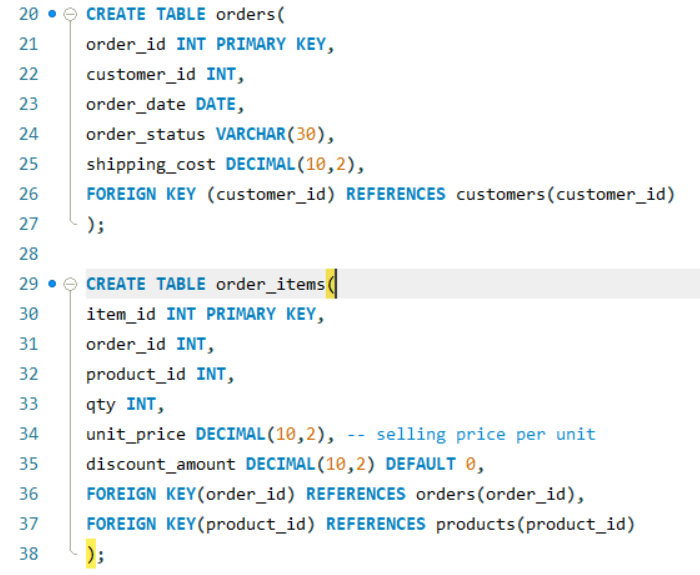 20 CREATE TABLE orders(
21 order_id INT PRIMARY KEY,
22 customer_id INT,
23 order_date DATE,
24 order_status VARCHAR(30),
25 shipping_cost DECIMAL(10,2),
26 FOREIGN KEY (customer_id) REFERENCES customers(customer_id)
27 );
28
29 CREATE TABLE order_items(
30 item_id INT PRIMARY KEY,
31 order_id INT,
32 product_id INT,
33 qty INT,
34 unit_price DECIMAL(10,2), -- selling price per unit
35 discount_amount DECIMAL(10,2) DEFAULT 0,
36 FOREIGN KEY(order_id) REFERENCES orders(order_id),
37 FOREIGN KEY(product_id) REFERENCES products(product_id)
38 );